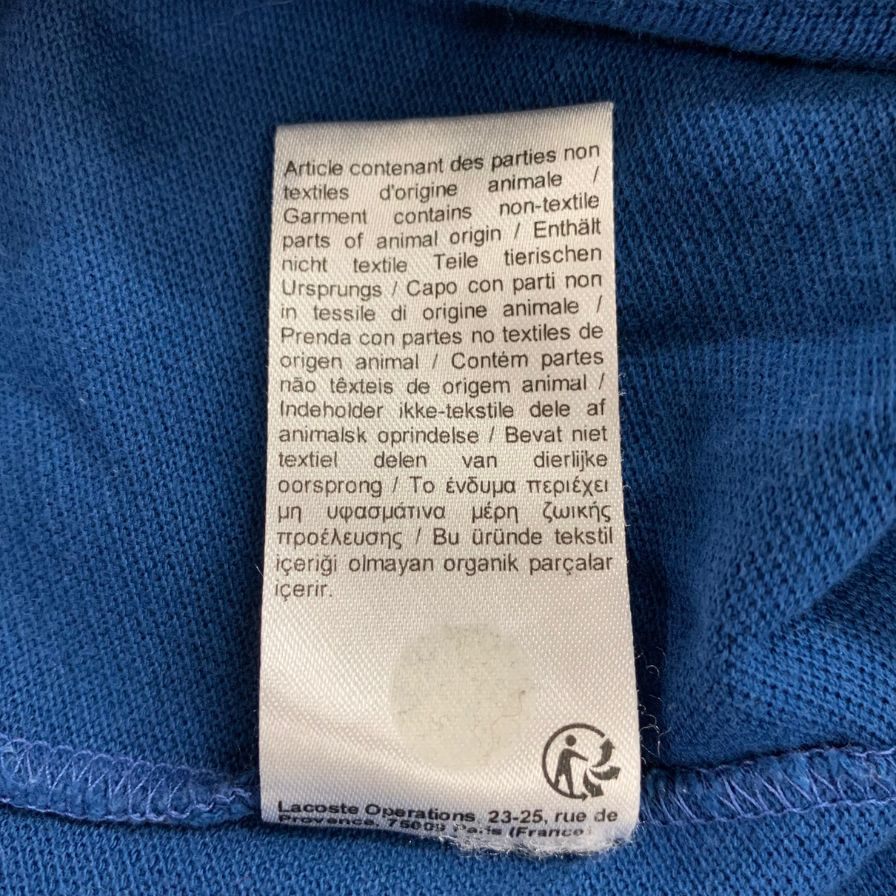 Article contenant des parties non
textiles d'origine animale /
Garment contains non-textile
parts of animal origin / Enthält
nicht textile Teile tierischen
Ursprungs / Capo con parti non
in tessile di origine animale /
Prenda con partes no textiles de
origen animal / Contém partes
não têxteis de origem animal /
Indeholder ikke-tekstile dele af
animalsk oprindelse / Bevat niet
textiel delen van dierlijke
oorsprong / Το ένδυμα περιέχει
μη υφασμάτινα μέρη ζωικής
προέλευσης / Bu üründe tekstil
içeriği olmayan organik parçalar
içerir.
Lacoste Operations, 23-25, rue de
Provence, 75009 Paris (France)